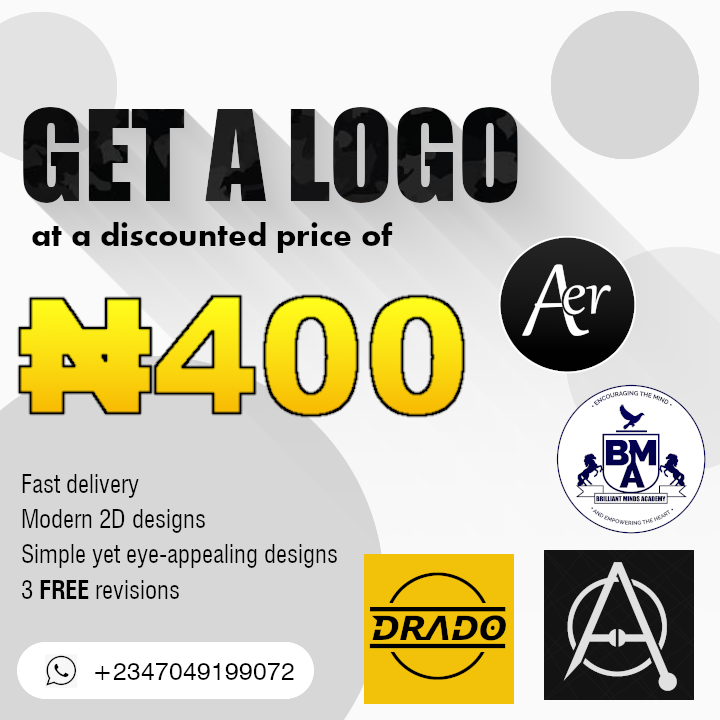 GET A LOGO
at a discounted price of
₦400
Aer
• ENCOURAGING THE MIND •
BM
A
BRILLIANT MINDS ACADEMY
• AND EMPOWERING THE HEART •
Fast delivery
Modern 2D designs
Simple yet eye-appealing designs
3 FREE revisions
DRADO
A
+2347049199072